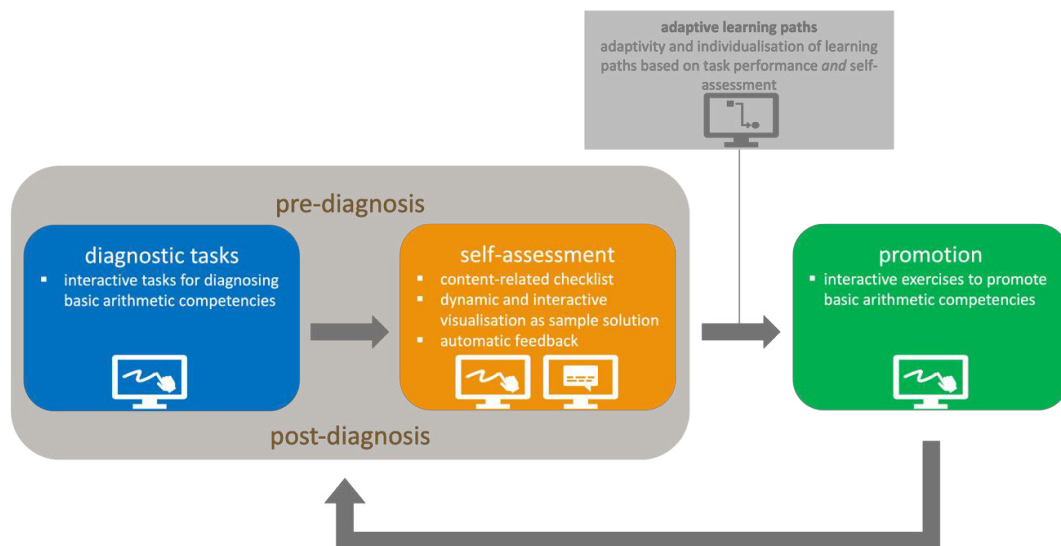 adaptive learning paths
adaptivity and individualisation of learning
paths based on task performance and self-
assessment
pre-diagnosis
diagnostic tasks
▪ interactive tasks for diagnosing
basic arithmetic competencies
self-assessment
▪ content-related checklist
▪ dynamic and interactive
visualisation as sample solution
▪ automatic feedback
promotion
▪ interactive exercises to promote
basic arithmetic competencies
post-diagnosis